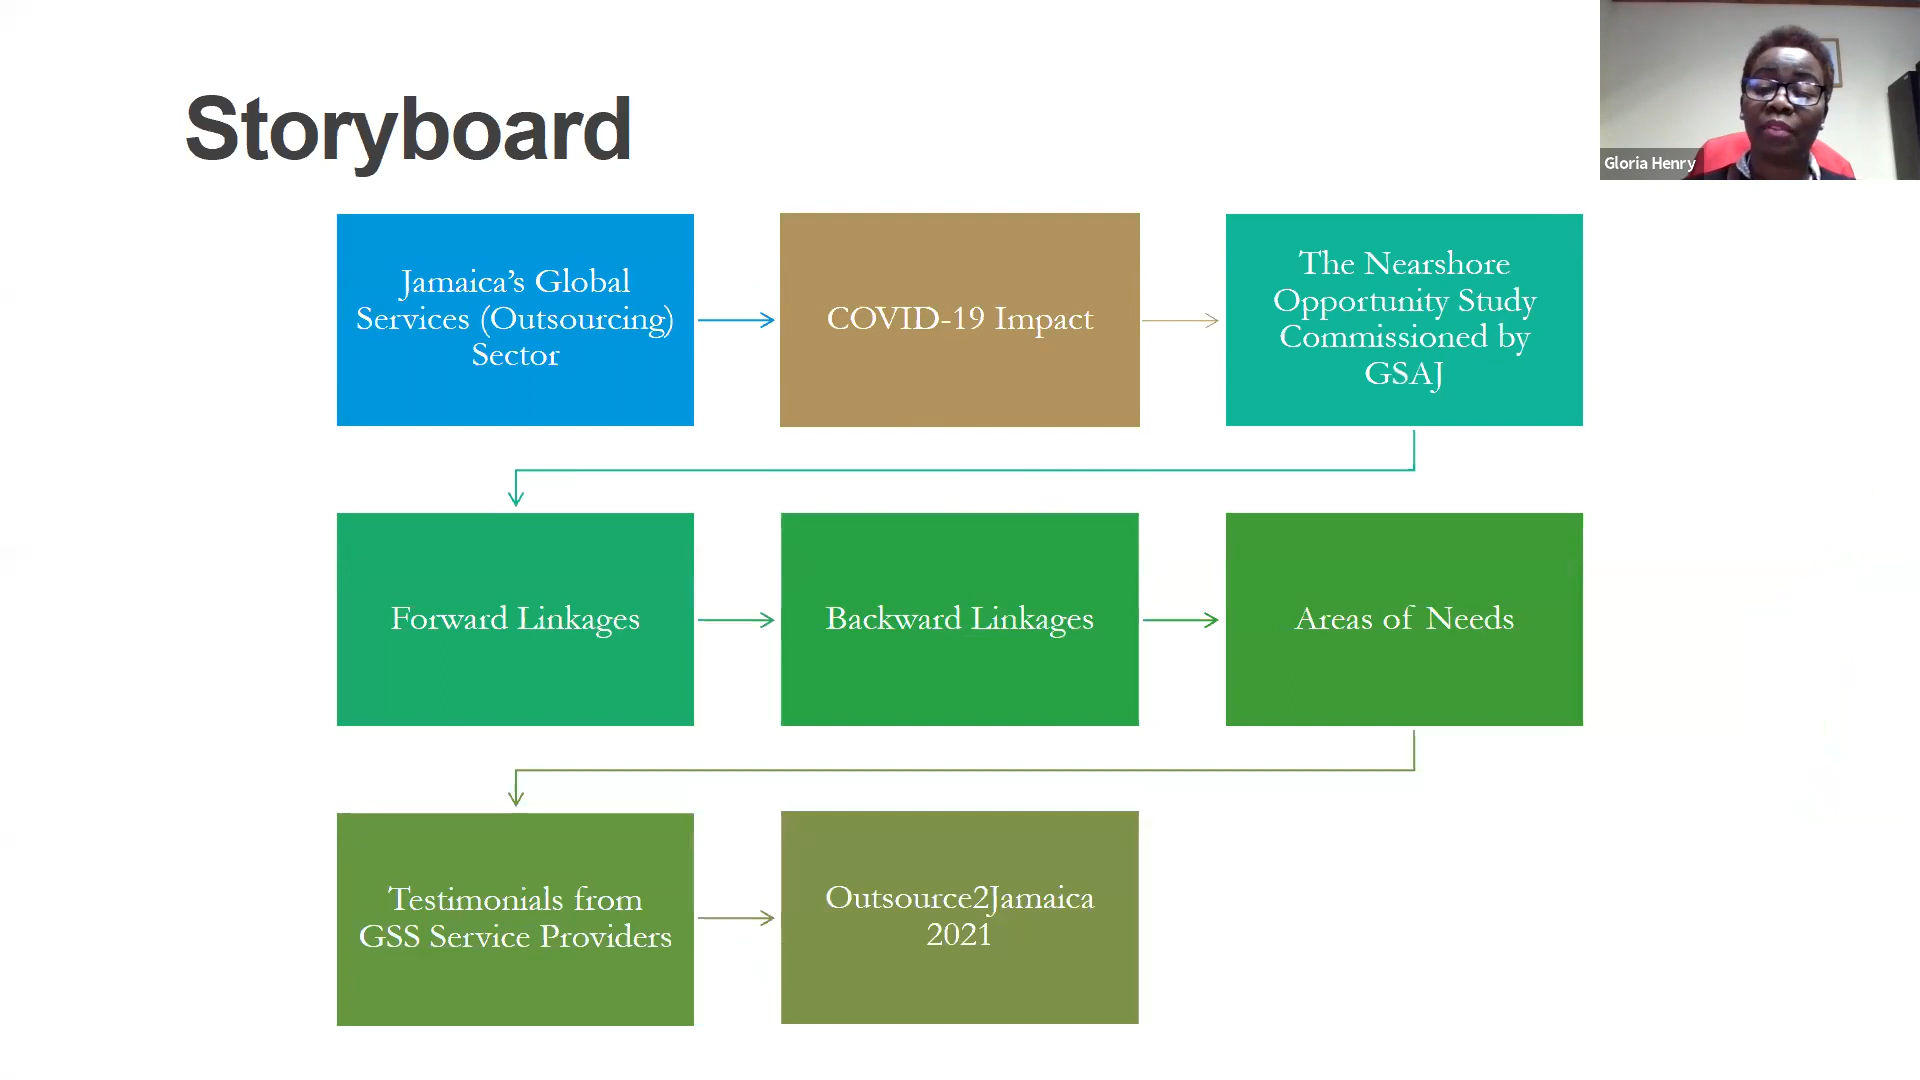 Storyboard
Gloria Henry
Jamaica’s Global
Services (Outsourcing)
Sector
COVID-19 Impact
The Nearshore
Opportunity Study
Commissioned by
GSAJ
Forward Linkages
Backward Linkages
Areas of Needs
Testimonials from
GSS Service Providers
Outsource2Jamaica
2021